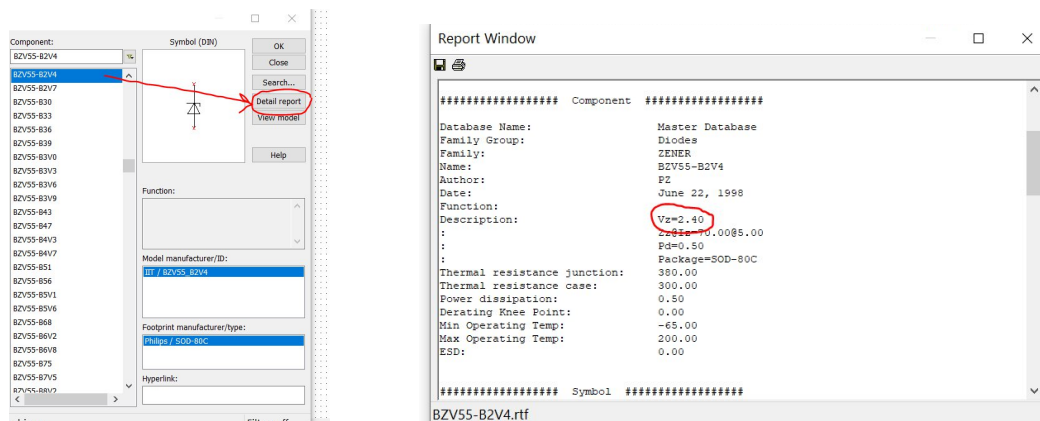 Component:
Symbol (DIN)
BZV55-B2V4
OK
Close
BZV55-B2V4
BZV55-B2V7
BZV55-B30
BZV55-B33
BZV55-B36
BZV55-B39
BZV55-B3V0
BZV55-B3V3
BZV55-B3V6
BZV55-B3V9
BZV55-B43
BZV55-B47
BZV55-B4V3
BZV55-B4V7
BZV55-B51
BZV55-B56
BZV55-B5V1
BZV55-B5V6
BZV55-B68
BZV55-B6V2
BZV55-B6V8
BZV55-B75
BZV55-B7V5
BZV55-B8V2
Search...
Detail report
View model
Help
Function:
Model manufacturer/ID:
IIT / BZV55_B2V4
Footprint manufacturer/type:
Philips / SOD-80C
Hyperlink:
Report Window
################## Component ##################
Database Name: Master Database
Family Group: Diodes
Family: ZENER
Name: BZV55-B2V4
Author: PZ
Date: June 22, 1998
Function:
Description: Vz=2.40
: Zz@Iz=70.00@5.00
: Pd=0.50
: Package=SOD-80C
Thermal resistance junction: 380.00
Thermal resistance case: 300.00
Power dissipation: 0.50
Derating Knee Point: 0.00
Min Operating Temp: -65.00
Max Operating Temp: 200.00
ESD: 0.00
################## Symbol ##################
BZV55-B2V4.rtf